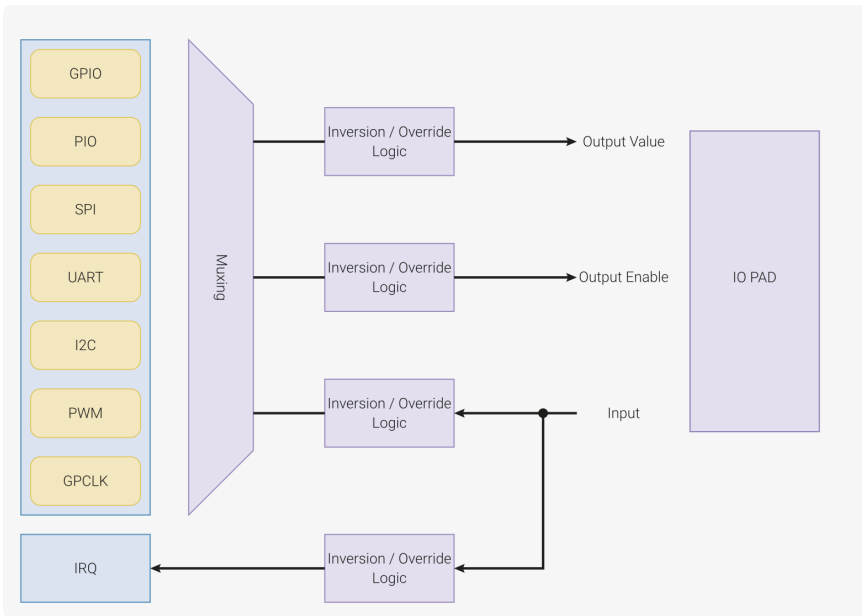 GPIO
PIO
SPI
UART
I2C
PWM
GPCLK
IRQ
Muxing
Inversion / Override
Logic
Output Value
Inversion / Override
Logic
Output Enable
Inversion / Override
Logic
Input
Inversion / Override
Logic
IO PAD